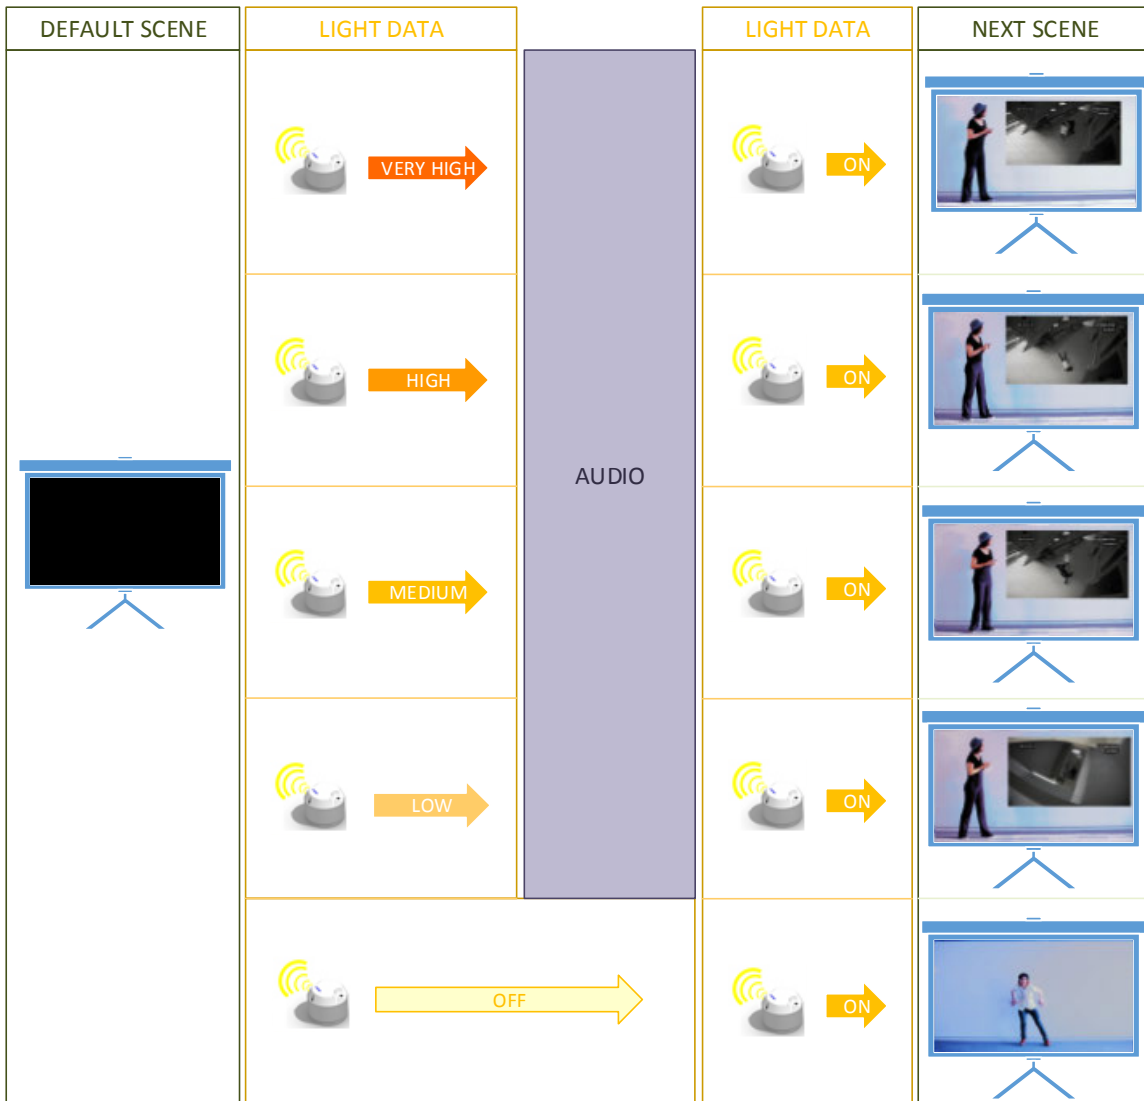 DEFAULT SCENE
LIGHT DATA
LIGHT DATA
NEXT SCENE
VERY HIGH
ON
HIGH
ON
AUDIO
MEDIUM
ON
LOW
ON
OFF
ON